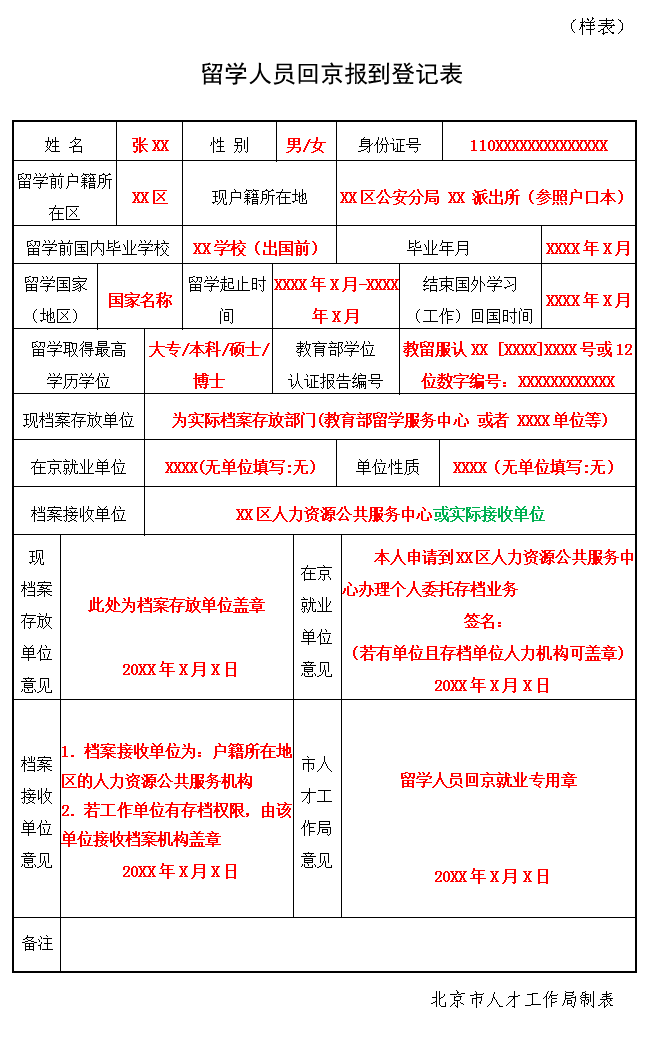 （样表）
留学人员回京报到登记表
姓 名
张 XX
性 别
男/女
身份证号
110XXXXXXXXXXXXXX
留学前户籍所
在区
XX 区
现户籍所在地
XX 区公安分局 XX 派出所（参照户口本）
留学前国内毕业学校
XX 学校（出国前）
毕业年月
XXXX 年 X 月
留学国家
（地区）
国家名称
留学起止时
间
XXXX 年 X 月-XXXX
年 X 月
结束国外学习
（工作）回国时间
XXXX 年 X 月
留学取得最高
学历学位
大专/本科/硕士/
博士
教育部学位
认证报告编号
教留服认 XX [XXXX]XXXX 号或 12
位数字编号：XXXXXXXXXXXX
现档案存放单位
为实际档案存放部门(教育部留学服务中心 或者 XXXX 单位等)
在京就业单位
XXXX(无单位填写:无）
单位性质
XXXX（无单位填写:无）
档案接收单位
XX 区人力资源公共服务中心或实际接收单位
现
档案
存放
单位
意见
此处为档案存放单位盖章
20XX 年 X 月 X 日
在京
就业
单位
意见
本人申请到 XX 区人力资源公共服务中
心办理个人委托存档业务
签名：
（若有单位且存档单位人力机构可盖章）
20XX 年 X 月 X 日
档案
接收
单位
意见
1. 档案接收单位为：户籍所在地
区的人力资源公共服务机构
2. 若工作单位有存档权限，由该
单位接收档案机构盖章
20XX 年 X 月 X 日
市人
才工
作局
意见
留学人员回京就业专用章
20XX 年 X 月 X 日
备注
北京市人才工作局制表